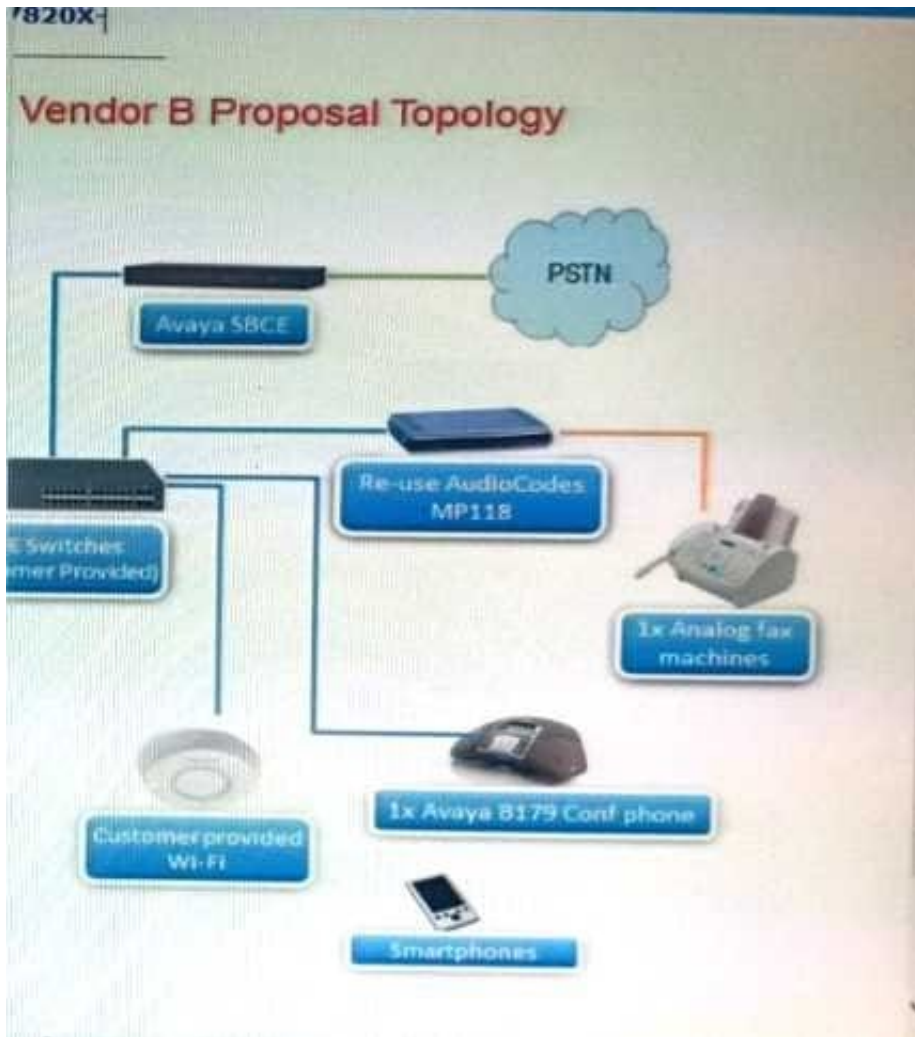 7820X-
Vendor B Proposal Topology
PSTN
Avaya SBCE
Re-use AudioCodes
MP118
E Switches
mer Provided)
1x Analog fax
machines
1x Avaya B179 Conf phone
Customer provided
Wi-Fi
Smartphones